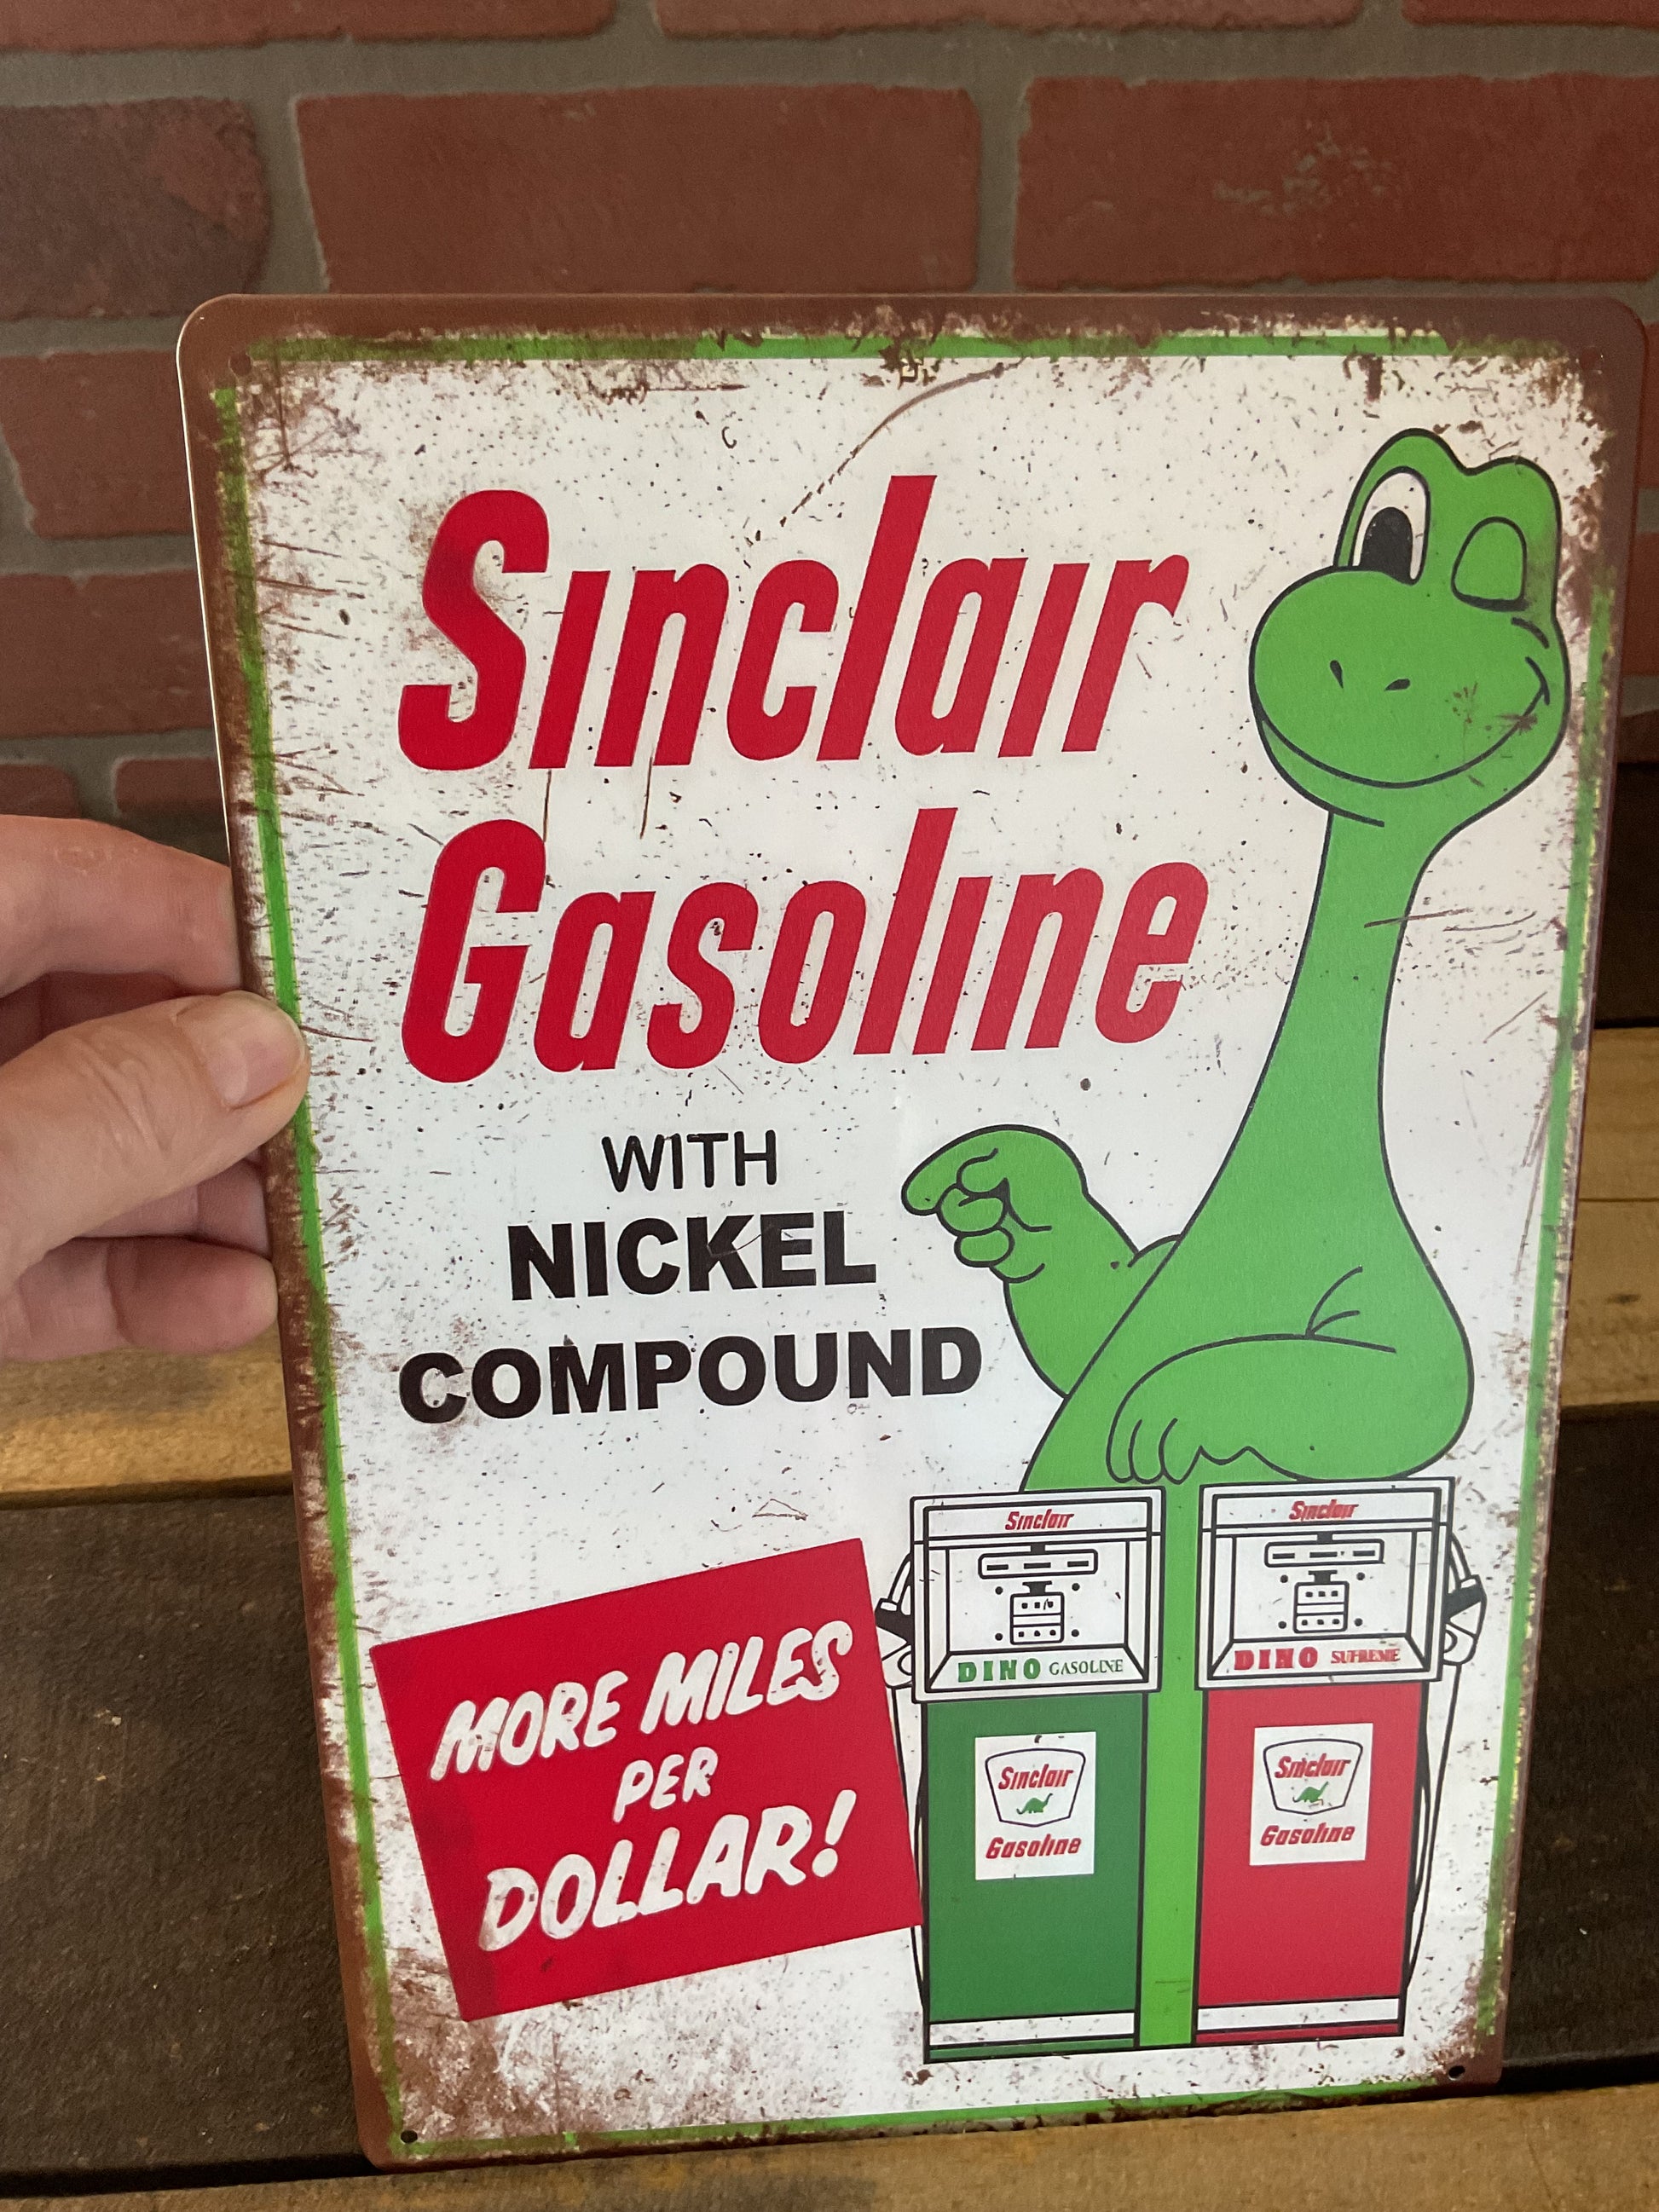 Sinclair
Gasoline
WITH
NICKEL
COMPOUND
MORE MILES
PER
DOLLAR!
Sinclair
DINO GASOLINE
Sinclair
Gasoline
Sinclair
DINO SUPREME
Sinclair
Gasoline